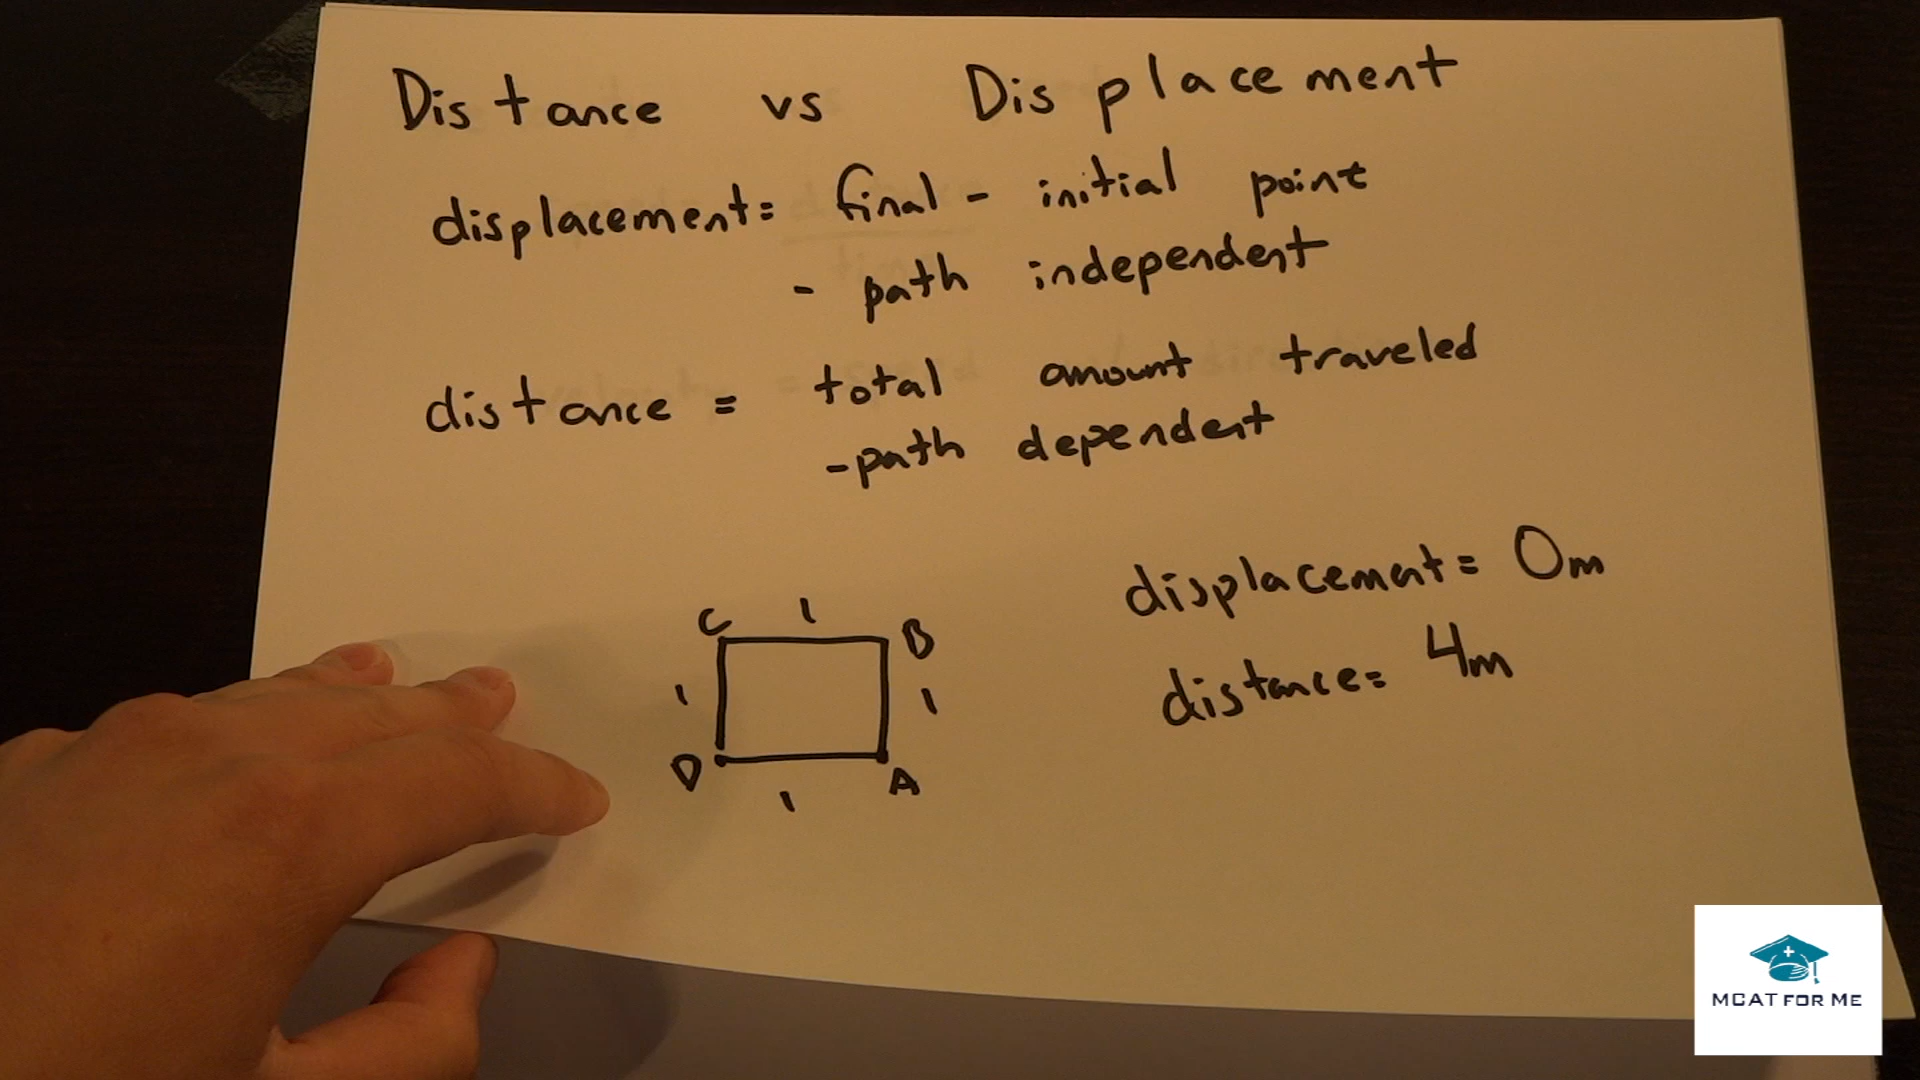 Distance vs Displacement
displacement = final - initial point
- path independent
distance = total amount traveled
- path dependent
displacement = 0m
distance = 4m
C 1 B
1 1
D 1 A
MCAT FOR ME